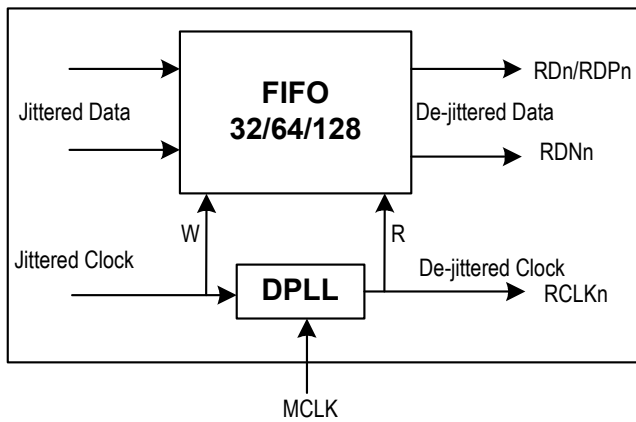 FIFO
32/64/128
Jittered Data
De-jittered Data
RDn/RDPn
RDNn
W
R
Jittered Clock
DPLL
De-jittered Clock
RCLKn
MCLK